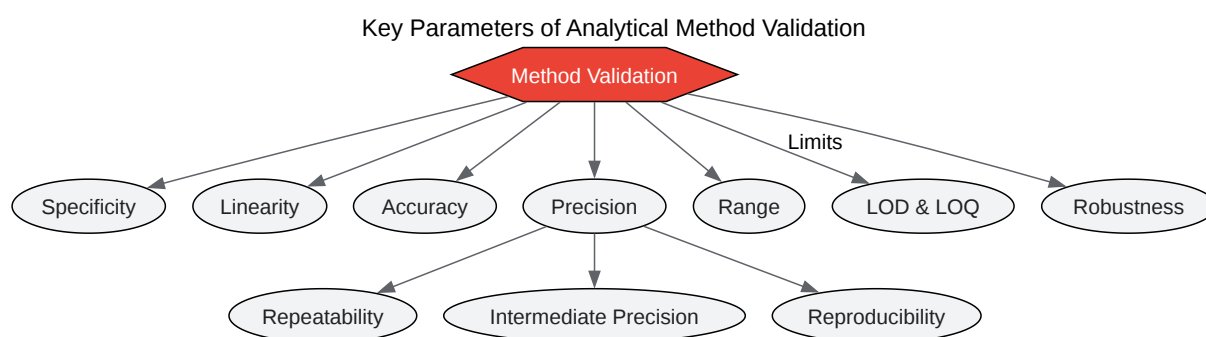 Key Parameters of Analytical Method Validation
Method Validation
Limits
Specificity
Linearity
Accuracy
Precision
Range
LOD & LOQ
Robustness
Repeatability
Intermediate Precision
Reproducibility